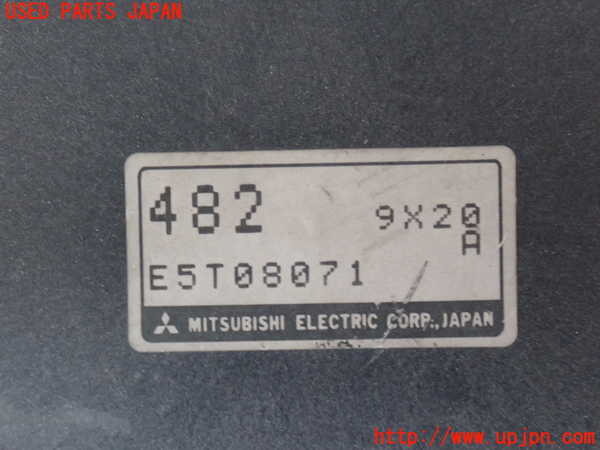 USED PARTS JAPAN
482 9X20
A
E5T08071
MITSUBISHI ELECTRIC CORP., JAPAN
http://www.upjpn.com/